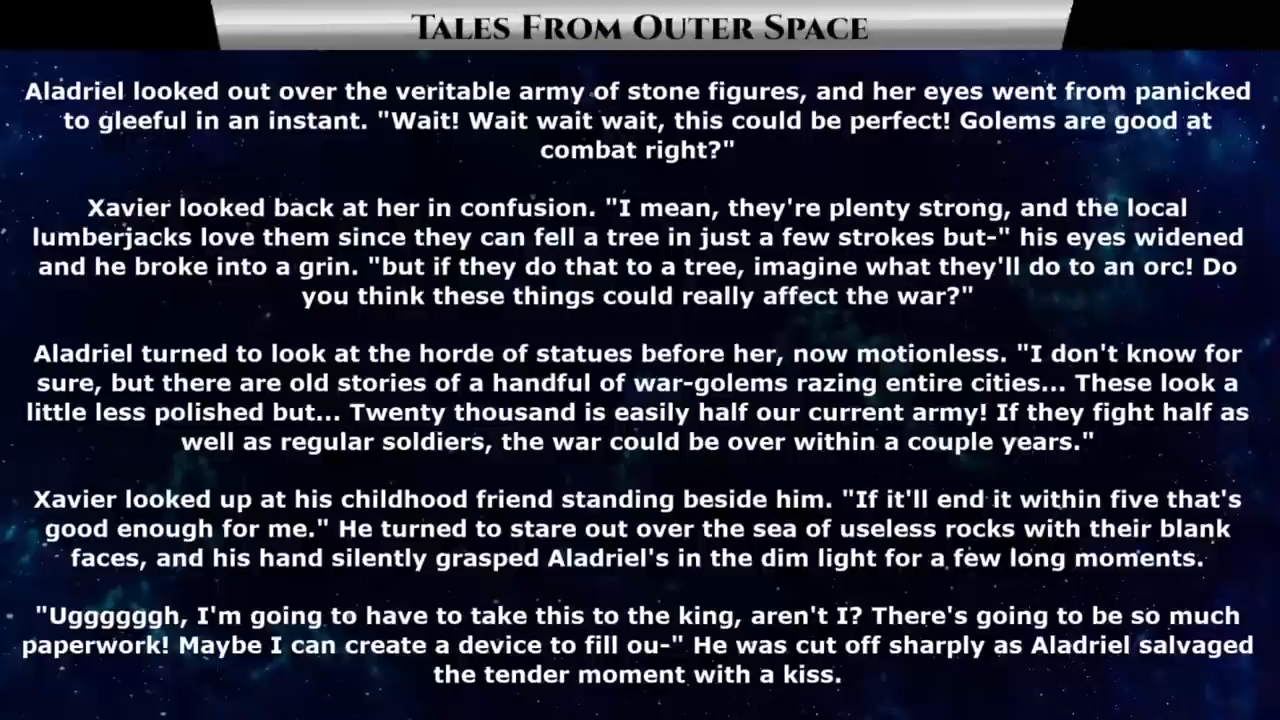 Tales From Outer Space
Aladriel looked out over the veritable army of stone figures, and her eyes went from panicked
to gleeful in an instant. "Wait! Wait wait wait, this could be perfect! Golems are good at
combat right?"
Xavier looked back at her in confusion. "I mean, they're plenty strong, and the local
lumberjacks love them since they can fell a tree in just a few strokes but-" his eyes widened
and he broke into a grin. "but if they do that to a tree, imagine what they'll do to an orc! Do
you think these things could really affect the war?"
Aladriel turned to look at the horde of statues before her, now motionless. "I don't know for
sure, but there are old stories of a handful of war-golems razing entire cities... These look a
little less polished but... Twenty thousand is easily half our current army! If they fight half as
well as regular soldiers, the war could be over within a couple years."
Xavier looked up at his childhood friend standing beside him. "If it'll end it within five that's
good enough for me." He turned to stare out over the sea of useless rocks with their blank
faces, and his hand silently grasped Aladriel's in the dim light for a few long moments.
"Uggggggh, I'm going to have to take this to the king, aren't I? There's going to be so much
paperwork! Maybe I can create a device to fill ou-" He was cut off sharply as Aladriel salvaged
the tender moment with a kiss.